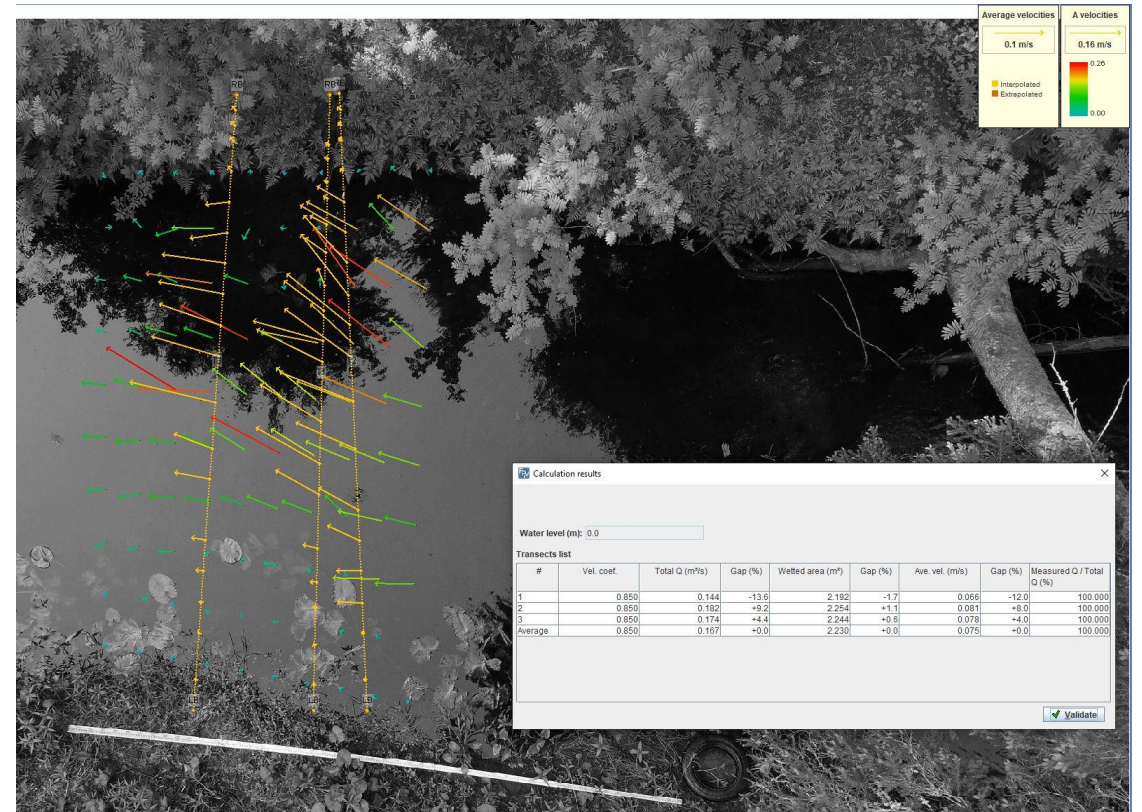 Average velocities
0.1 m/s
Interpolated
Extrapolated
A velocities
0.16 m/s
0.26
0.00
RB
RB
Calculation results
Water level (m): 0.0
Transects list
# Vel. coef. Total Q (m³/s) Gap (%) Wetted area (m²) Gap (%) Ave. vel. (m/s) Gap (%) Measured Q / Total Q (%)
1 0.850 0.144 -13.6 2.192 -1.7 0.066 -12.0 100.000
2 0.850 0.182 +9.2 2.254 +1.1 0.081 +8.0 100.000
3 0.850 0.174 +4.4 2.244 +0.6 0.078 +4.0 100.000
Average 0.850 0.167 +0.0 2.230 +0.0 0.075 +0.0 100.000
LB
LB
LB
Validate